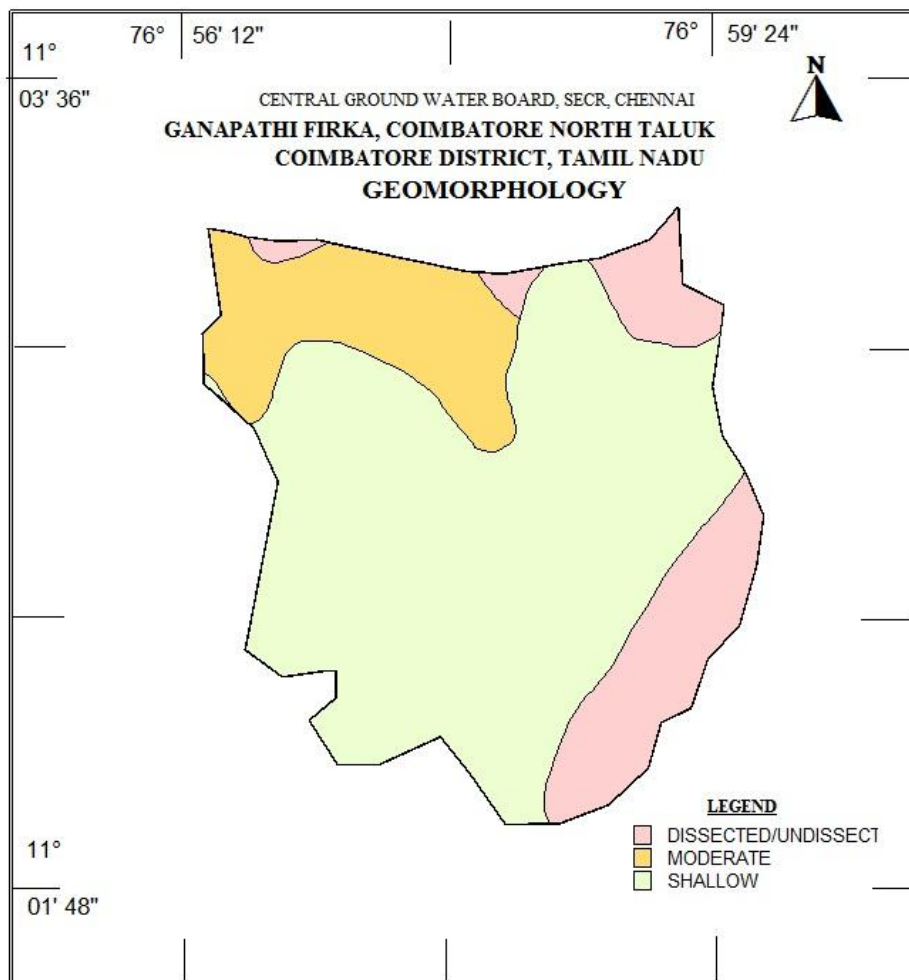 76° 56' 12" 76° 59' 24"
11°
03' 36"
N
CENTRAL GROUND WATER BOARD, SECR, CHENNAI
GANAPATHI FIRKA, COIMBATORE NORTH TALUK
COIMBATORE DISTRICT, TAMIL NADU
GEOMORPHOLOGY
LEGEND
DISSECTED/UNDISSECT
MODERATE
SHALLOW
11°
01' 48"